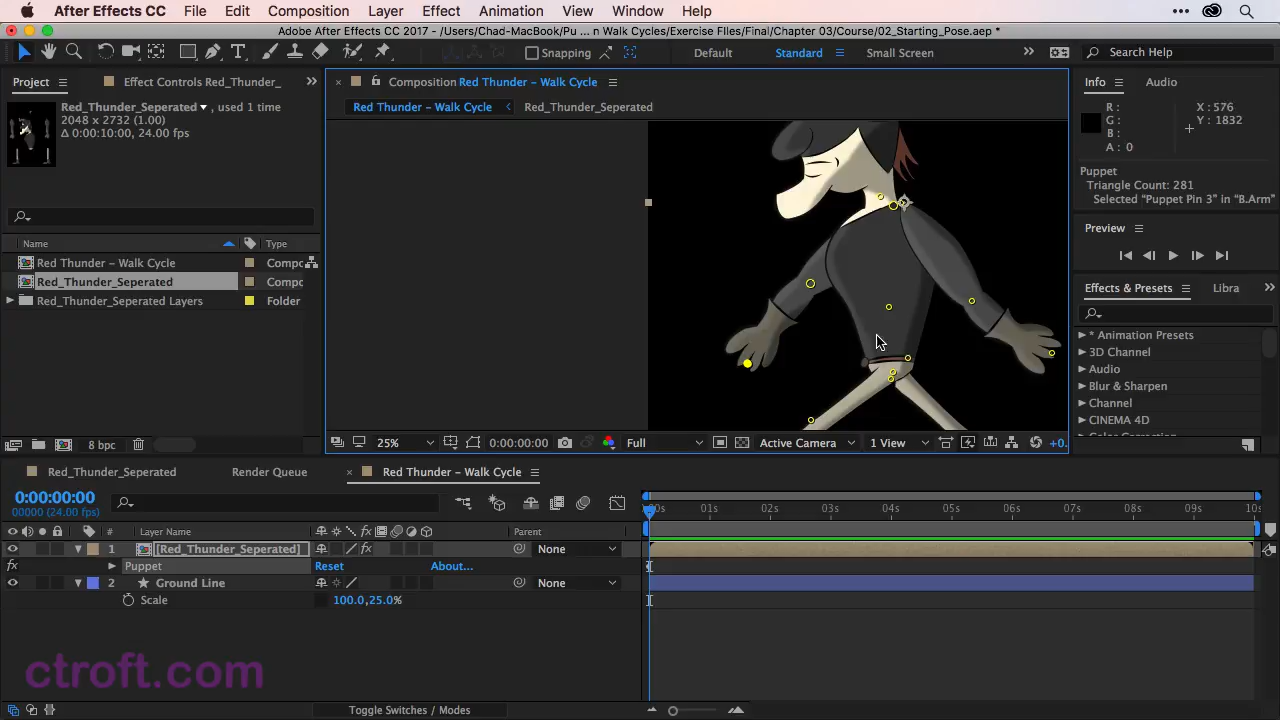 After Effects CC File Edit Composition Layer Effect Animation View Window Help
Adobe After Effects CC 2017 - /Users/Chad-MacBook/Pu ... n Walk Cycles/Exercise FIles/Final/Chapter 03/Course/02_Starting_Pose.aep *
Snapping Default Standard Small Screen Search Help
Project Effect Controls Red_Thunder_ Composition Red Thunder – Walk Cycle Info Audio
Red_Thunder_Seperated , used 1 time
2048 x 2732 (1.00)
Δ 0:00:10:00, 24.00 fps
Red Thunder – Walk Cycle Red_Thunder_Seperated
R: X: 576
G: Y: 1832
B:
A: 0
Puppet
Triangle Count: 281
Selected "Puppet Pin 3" in "B.Arm"
Preview
Name Type
Red Thunder – Walk Cycle Compc
Red_Thunder_Seperated Compc
Red_Thunder_Seperated Layers Folder
Effects & Presets Libra
* Animation Presets
3D Channel
Audio
Blur & Sharpen
Channel
CINEMA 4D
8 bpc
25% 0:00:00:00 Full Active Camera 1 View +0.
Red_Thunder_Seperated Render Queue Red Thunder – Walk Cycle
0:00:00:00
00000 (24.00 fps)
:00s 01s 02s 03s 04s 05s 06s 07s 08s 09s 10s
# Layer Name Parent
1 [Red_Thunder_Seperated] None
Puppet Reset About...
2 Ground Line None
Scale 100.0,25.0%
ctroft.com
Toggle Switches / Modes